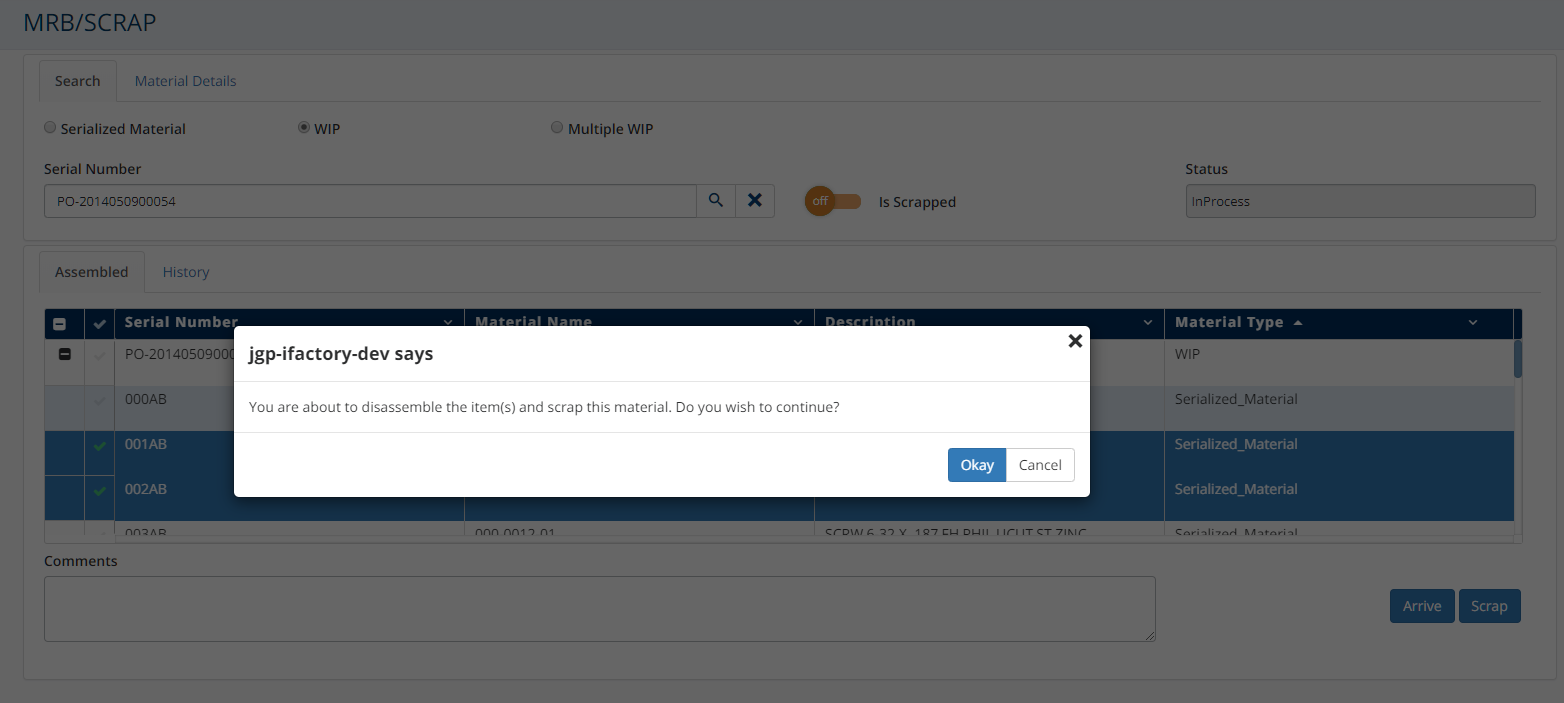 MRB/SCRAP
Search Material Details
Serialized Material WIP Multiple WIP
Serial Number Status
PO-2014050900054 off Is Scrapped InProcess
Assembled History
Serial Number Material Name Description Material Type
PO-20140509000 WIP
000AB Serialized_Material
001AB Serialized_Material
002AB Serialized_Material
003AB 000-0012-01 SCRW 6-32 X .187 FH PHIL UCUT ST ZINC Serialized_Material
jgp-ifactory-dev says
You are about to disassemble the item(s) and scrap this material. Do you wish to continue?
Okay Cancel
Comments
Arrive Scrap